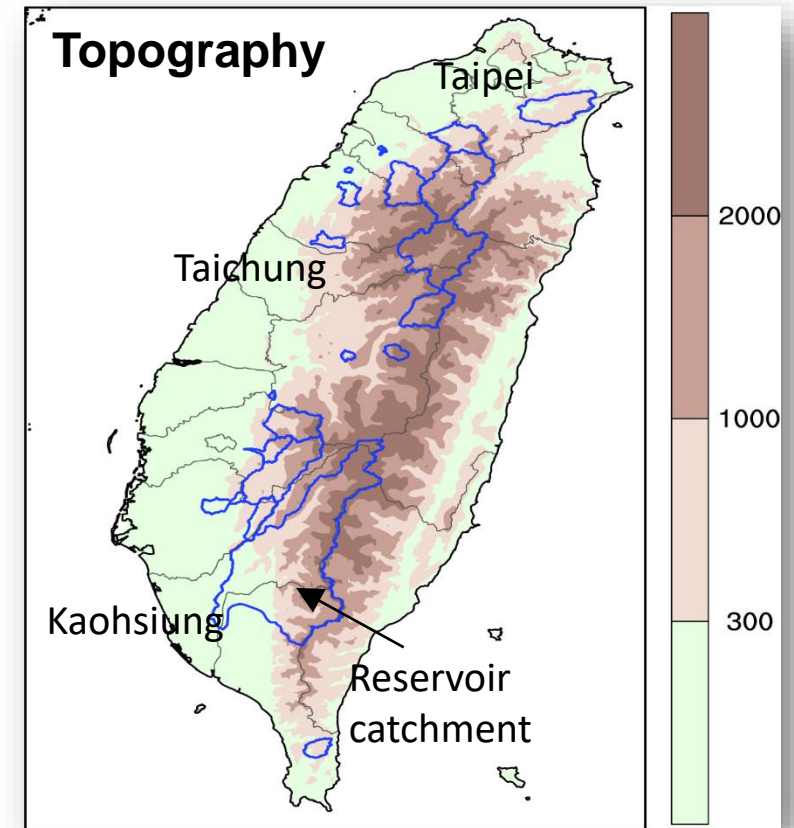 Topography
Taipei
2000
Taichung
1000
Kaohsiung
300
Reservoir
catchment